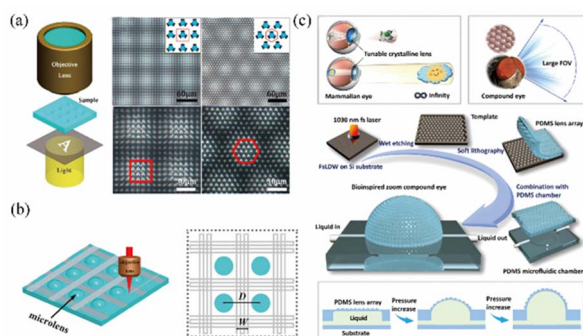 (a)
Objective
Lens
Sample
A
Light
60μm
60μm
(b)
microlens
D
W
(c)
Tunable crystalline lens
Mammalian eye
Infinity
Compound eye
Large FOV
1030 nm fs laser
Template
PDMS lens array
Wet etching
Soft lithography
FsLDW on Si substrate
Bioinspired zoom compound eye
Combination with
PDMS chamber
Liquid in
Liquid out
PDMS microfluidic chamber
PDMS lens array
Pressure
increase
Pressure
increase
Liquid
Substrate